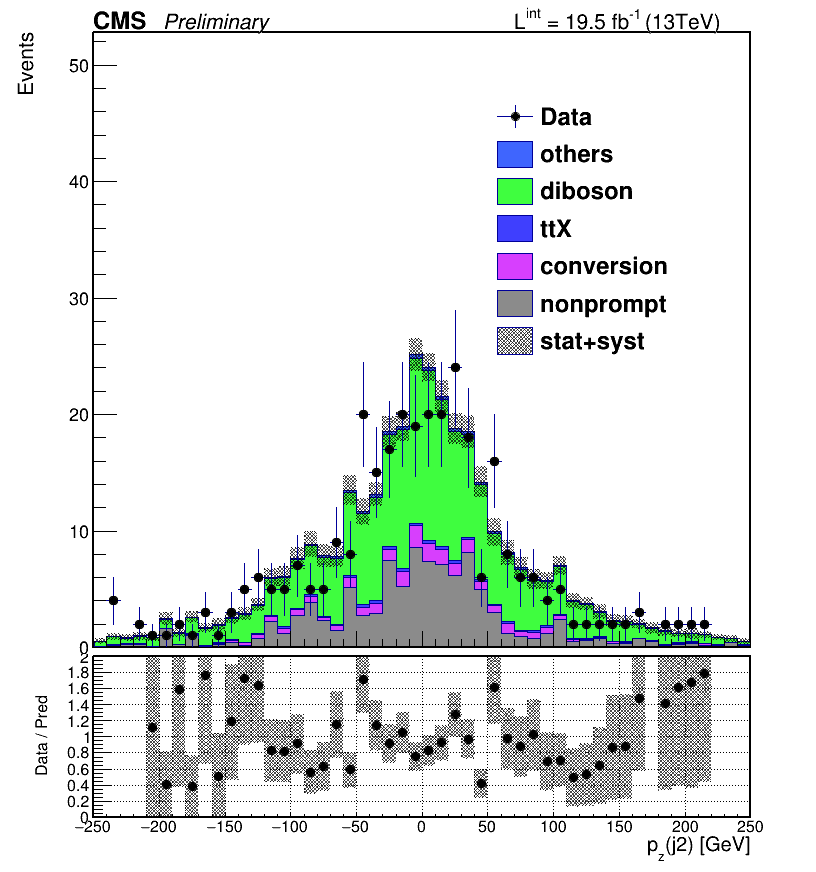 CMS Preliminary L^int = 19.5 fb^-1 (13TeV)
Events
50
40
30
20
10
0
Data
others
diboson
ttX
conversion
nonprompt
stat+syst
Data / Pred
2
1.8
1.6
1.4
1.2
1
0.8
0.6
0.4
0.2
0
−250 −200 −150 −100 −50 0 50 100 150 200 250
p_z(j2) [GeV]